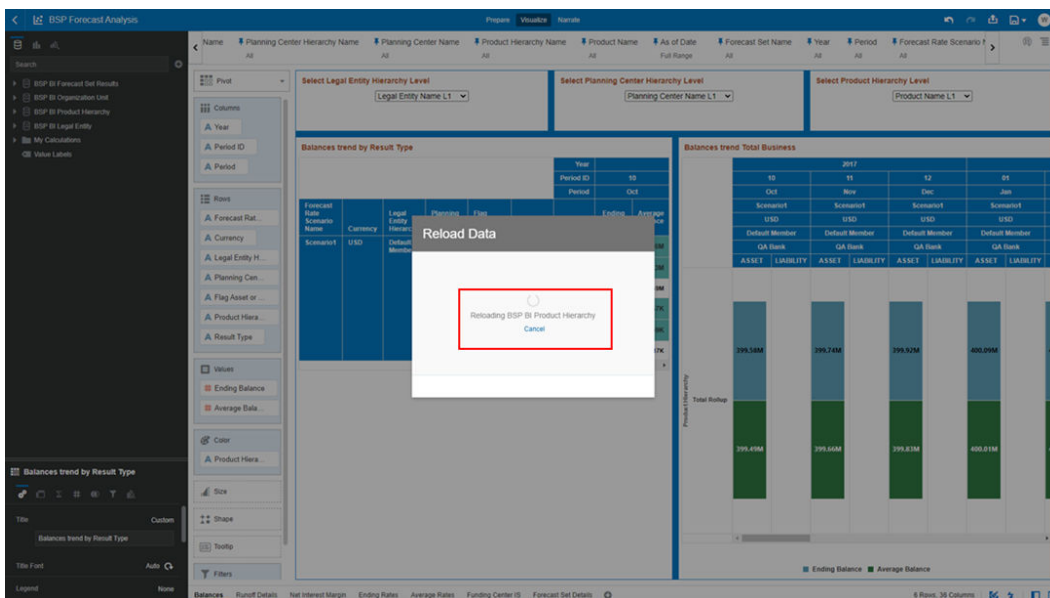 BSP Forecast Analysis
Prepare Visualize Narrate
Name Planning Center Hierarchy Name Planning Center Name Product Hierarchy Name Product Name As of Date Forecast Set Name Year Period Forecast Rate Scenario
All All All All Full Range All All All All
Search
BSP BI Forecast Set Results
BSP BI Organization Unit
BSP BI Product Hierarchy
BSP BI Legal Entity
My Calculations
Value Labels
Pivot
Columns
A Year
A Period ID
A Period
Rows
A Forecast Rat...
A Currency
A Legal Entity H...
A Planning Cen...
A Flag Asset or ...
A Product Hiera...
A Result Type
Values
Ending Balance
Average Bala...
Color
A Product Hiera...
Size
Shape
Tooltip
Filters
Select Legal Entity Hierarchy Level
Legal Entity Name L1
Select Planning Center Hierarchy Level
Planning Center Name L1
Select Product Hierarchy Level
Product Name L1
Balances trend by Result Type
Year
Period ID 10
Period Oct
Forecast Rate Scenario Name Currency Legal Entity Planning Flag Ending Average
Scenario1 USD Default
Reload Data
Reloading BSP BI Product Hierarchy
Cancel
Balances trend Total Business
2017
10 11 12 01
Oct Nov Dec Jan
Scenario1 Scenario1 Scenario1 Scenario1
USD USD USD USD
Default Member Default Member Default Member Default Member
QA Bank QA Bank QA Bank QA Bank
ASSET LIABILITY ASSET LIABILITY ASSET LIABILITY ASSET LIABILITY
399.58M 399.74M 399.92M 400.09M
Product Hierarchy
Total Rollup
399.49M 399.66M 399.83M 400.01M
Ending Balance Average Balance
Balances trend by Result Type
Title Custom
Balances trend by Result Type
Title Font Auto
Legend None
Balances Runoff Details Net Interest Margin Ending Rates Average Rates Funding Center IS Forecast Set Details
6 Rows, 36 Columns